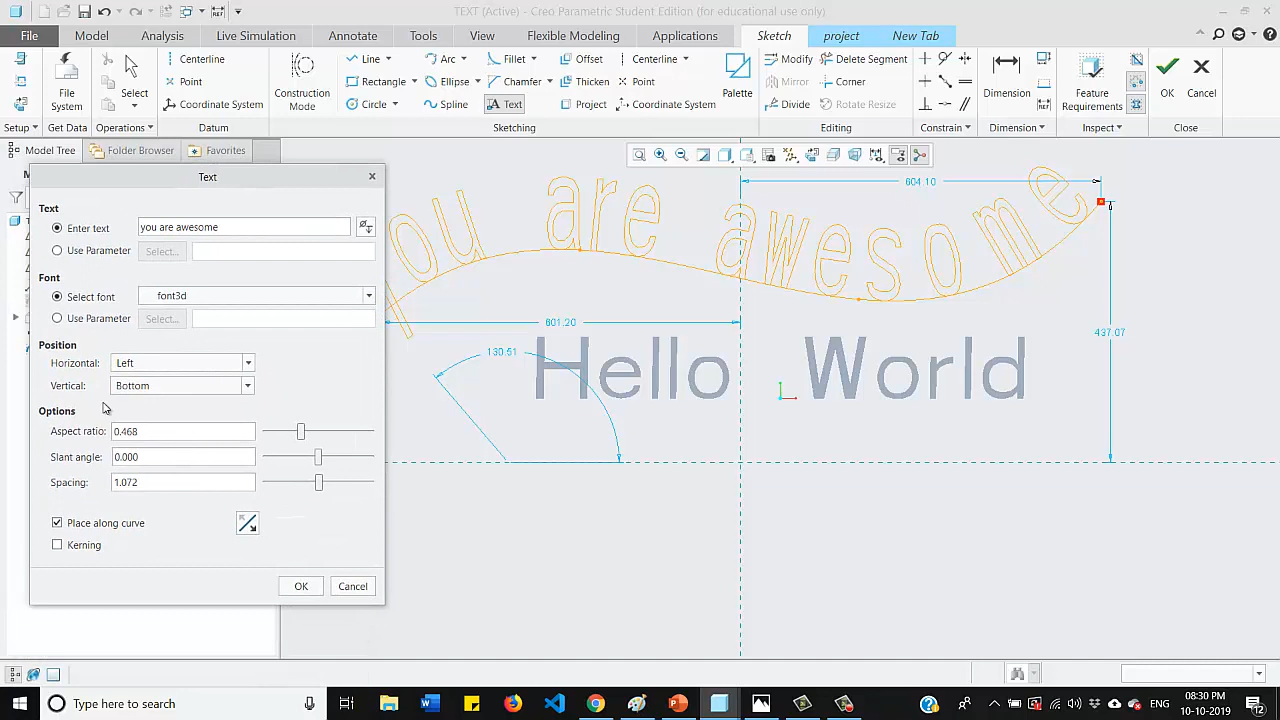 TEXT (Active) - Creo Parametric Student Edition (for educational use only)
File Model Analysis Live Simulation Annotate Tools View Flexible Modeling Applications Sketch project New Tab
Line Arc Fillet Offset Centerline Modify Delete Segment
Centerline
Point
Coordinate System
Rectangle Ellipse Chamfer Thicken Point Mirror Corner
Circle Spline Text Project Coordinate System Divide Rotate Resize
File System
Select
Construction Mode
Palette
Dimension
Feature Requirements
OK
Cancel
Setup Get Data Operations Datum Sketching Editing Constrain Dimension Inspect Close
Model Tree Folder Browser Favorites
Text
Text
Enter text you are awesome
Use Parameter Select...
Font
Select font font3d
Use Parameter Select...
Position
Horizontal: Left
Vertical: Bottom
Options
Aspect ratio: 0.468
Slant angle: 0.000
Spacing: 1.072
Place along curve
Kerning
OK Cancel
you are awesome
604.10
601.20
437.07
130.51
Hello World
Type here to search
ENG
08:30 PM
10-10-2019